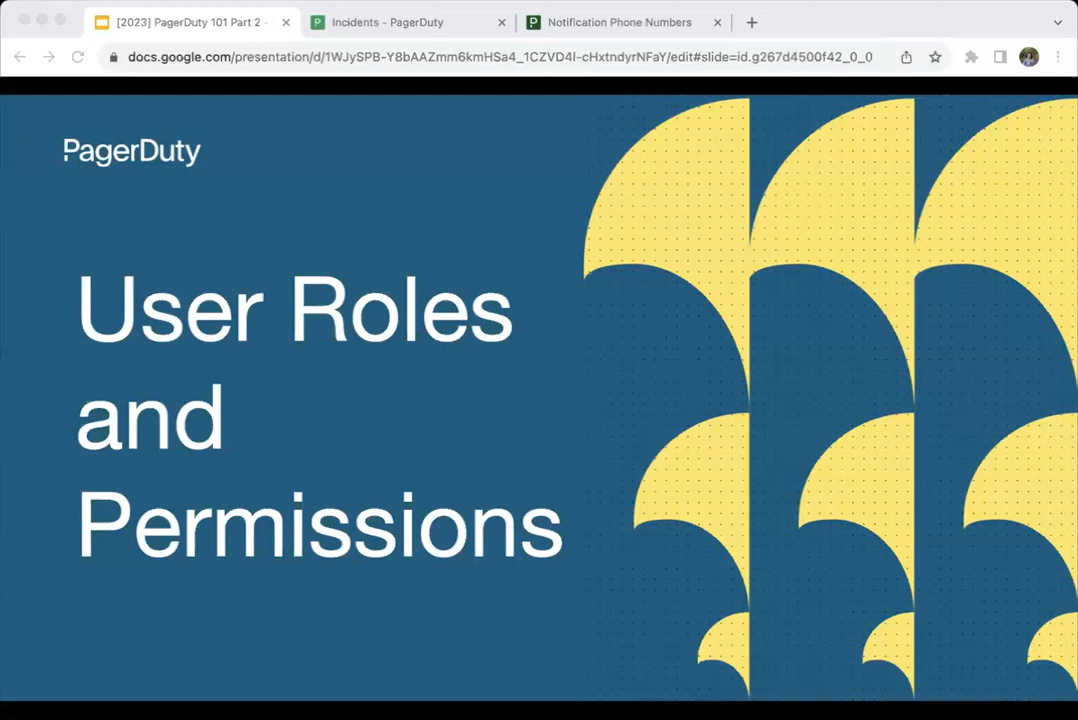 [2023] PagerDuty 101 Part 2 -
Incidents - PagerDuty
Notification Phone Numbers
docs.google.com/presentation/d/1WJySPB-Y8bAAZmm6kmHSa4_1CZVD4l-cHxtndyrNFaY/edit#slide=id.g267d4500f42_0_0
PagerDuty
User Roles
and
Permissions